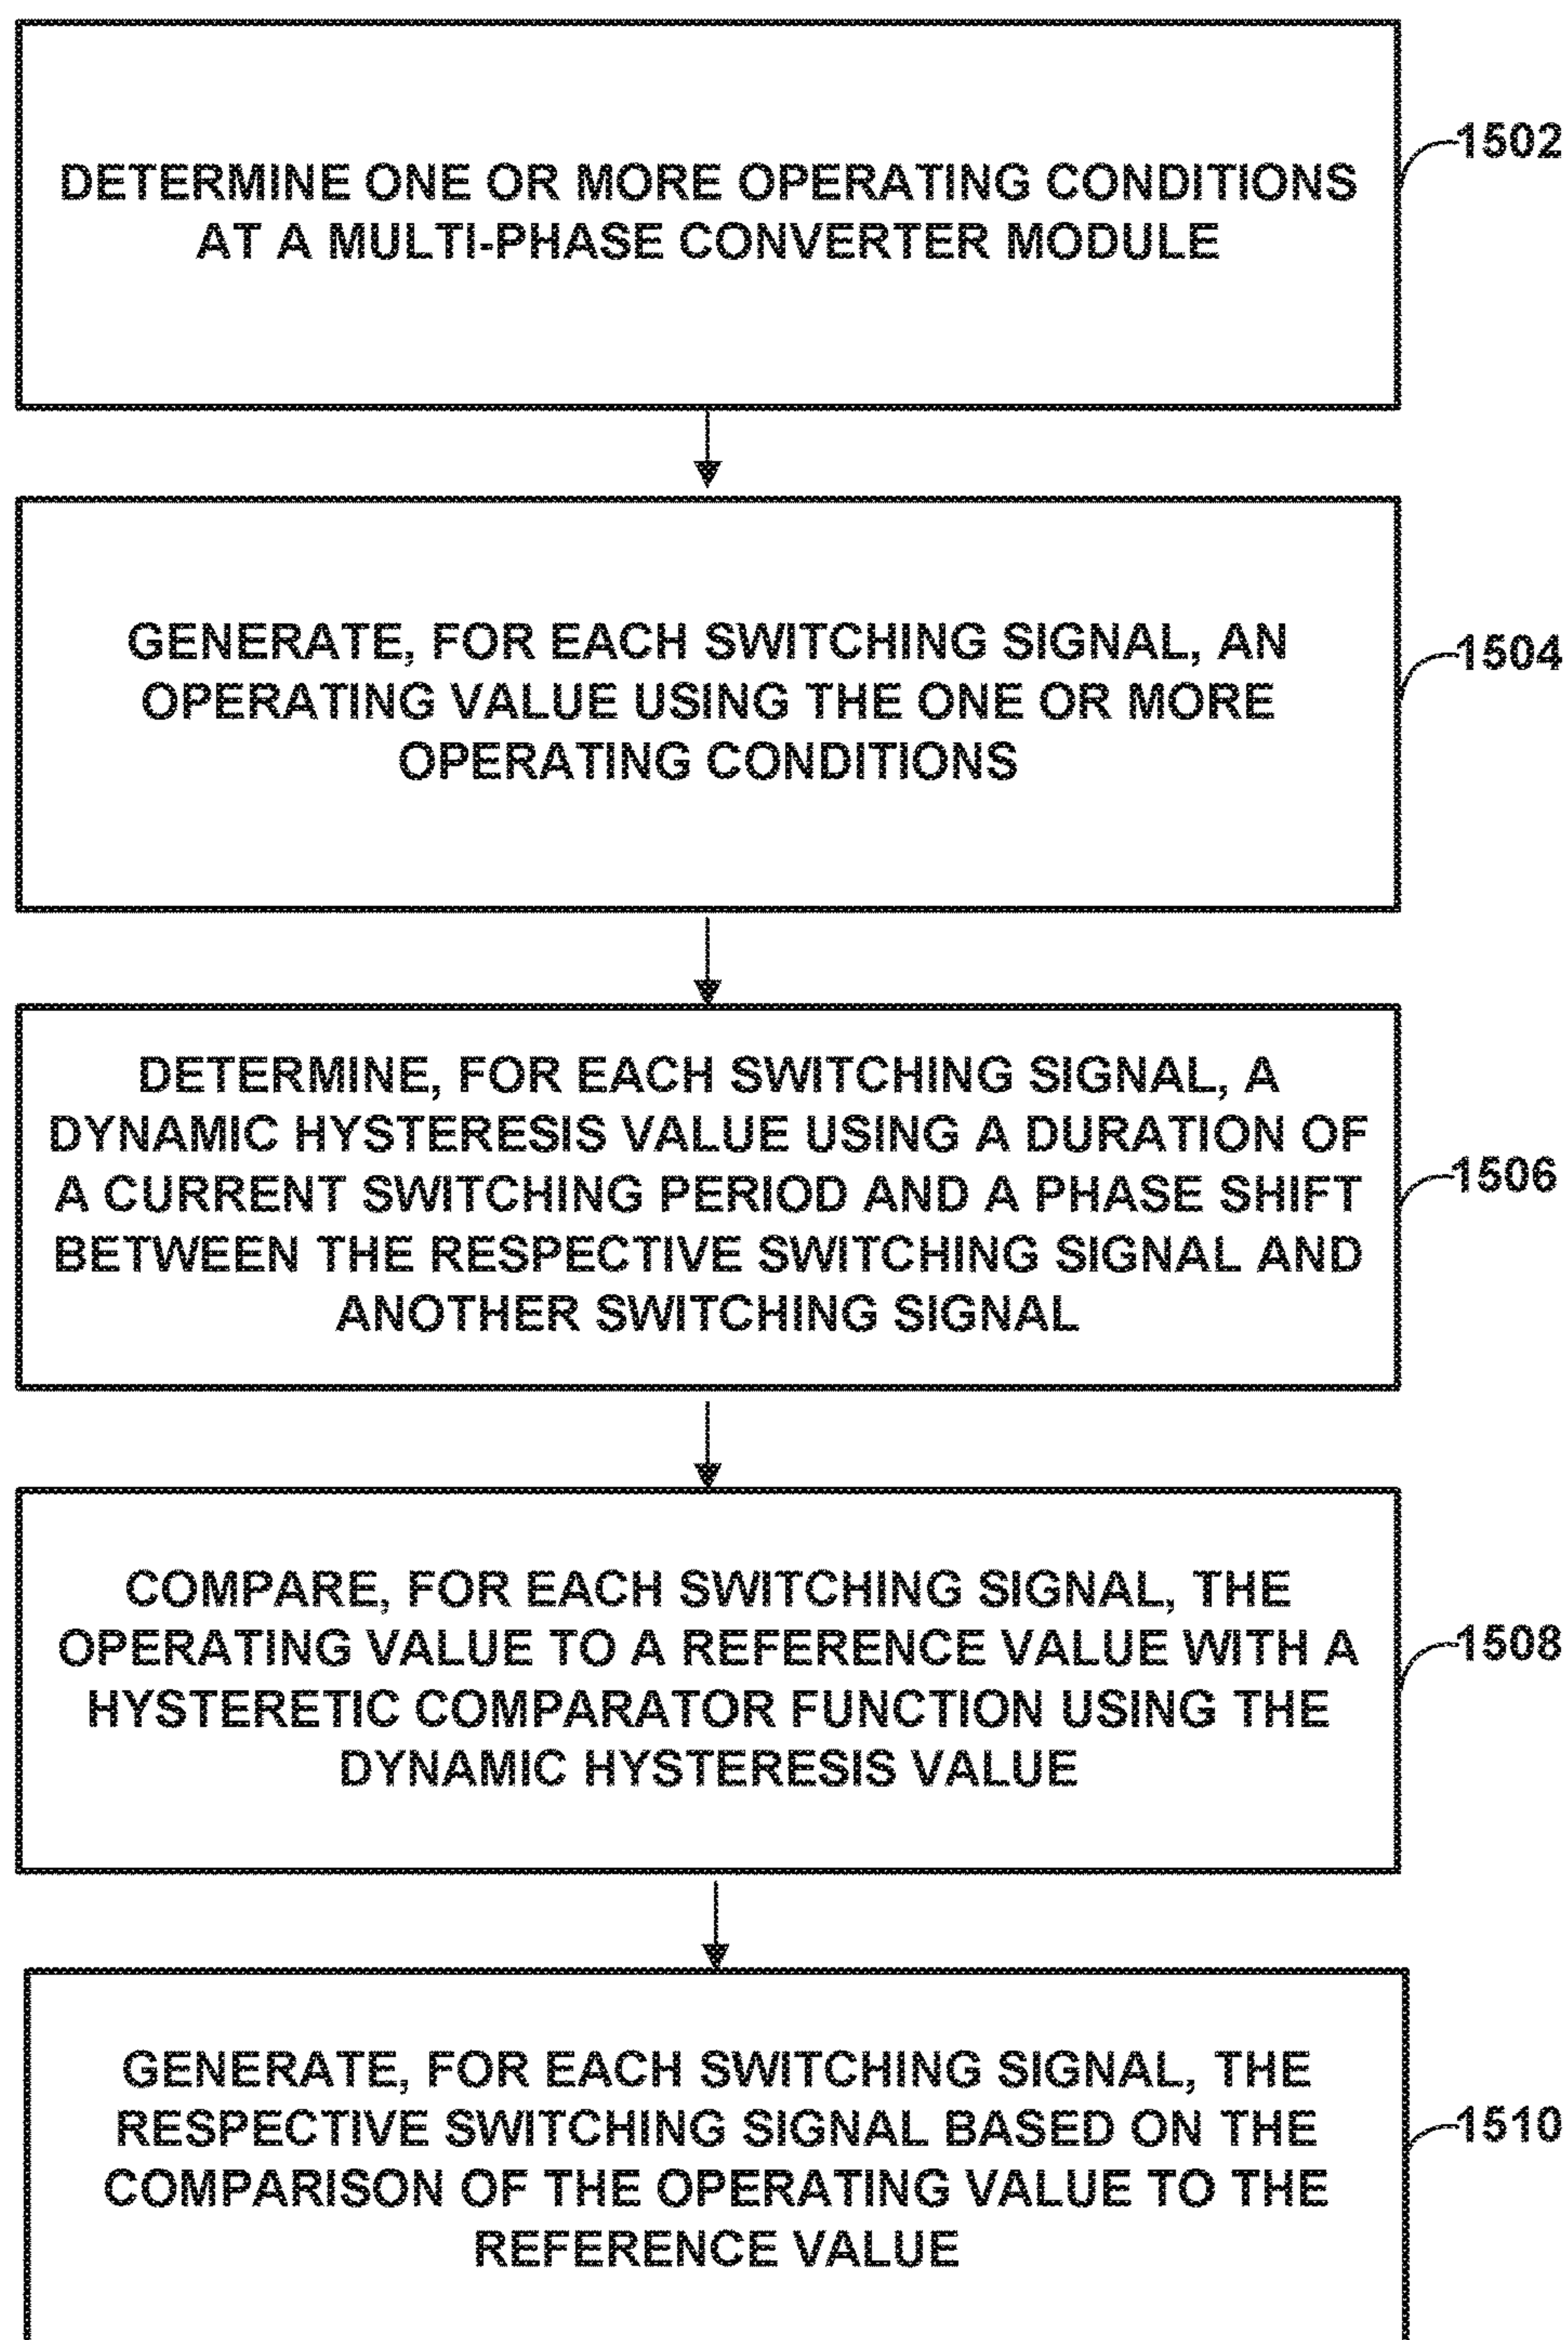 DETERMINE ONE OR MORE OPERATING CONDITIONS
AT A MULTI-PHASE CONVERTER MODULE
1502
GENERATE, FOR EACH SWITCHING SIGNAL, AN
OPERATING VALUE USING THE ONE OR MORE
OPERATING CONDITIONS
1504
DETERMINE, FOR EACH SWITCHING SIGNAL, A
DYNAMIC HYSTERESIS VALUE USING A DURATION OF
A CURRENT SWITCHING PERIOD AND A PHASE SHIFT
BETWEEN THE RESPECTIVE SWITCHING SIGNAL AND
ANOTHER SWITCHING SIGNAL
1506
COMPARE, FOR EACH SWITCHING SIGNAL, THE
OPERATING VALUE TO A REFERENCE VALUE WITH A
HYSTERETIC COMPARATOR FUNCTION USING THE
DYNAMIC HYSTERESIS VALUE
1508
GENERATE, FOR EACH SWITCHING SIGNAL, THE
RESPECTIVE SWITCHING SIGNAL BASED ON THE
COMPARISON OF THE OPERATING VALUE TO THE
REFERENCE VALUE
1510